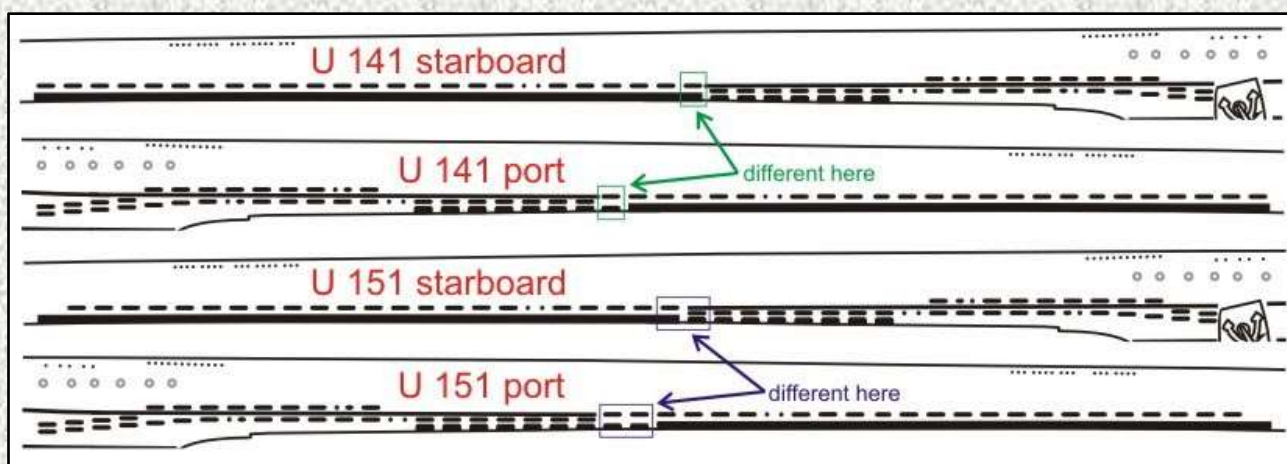 U 141 starboard
U 141 port
different here
U 151 starboard
U 151 port
different here